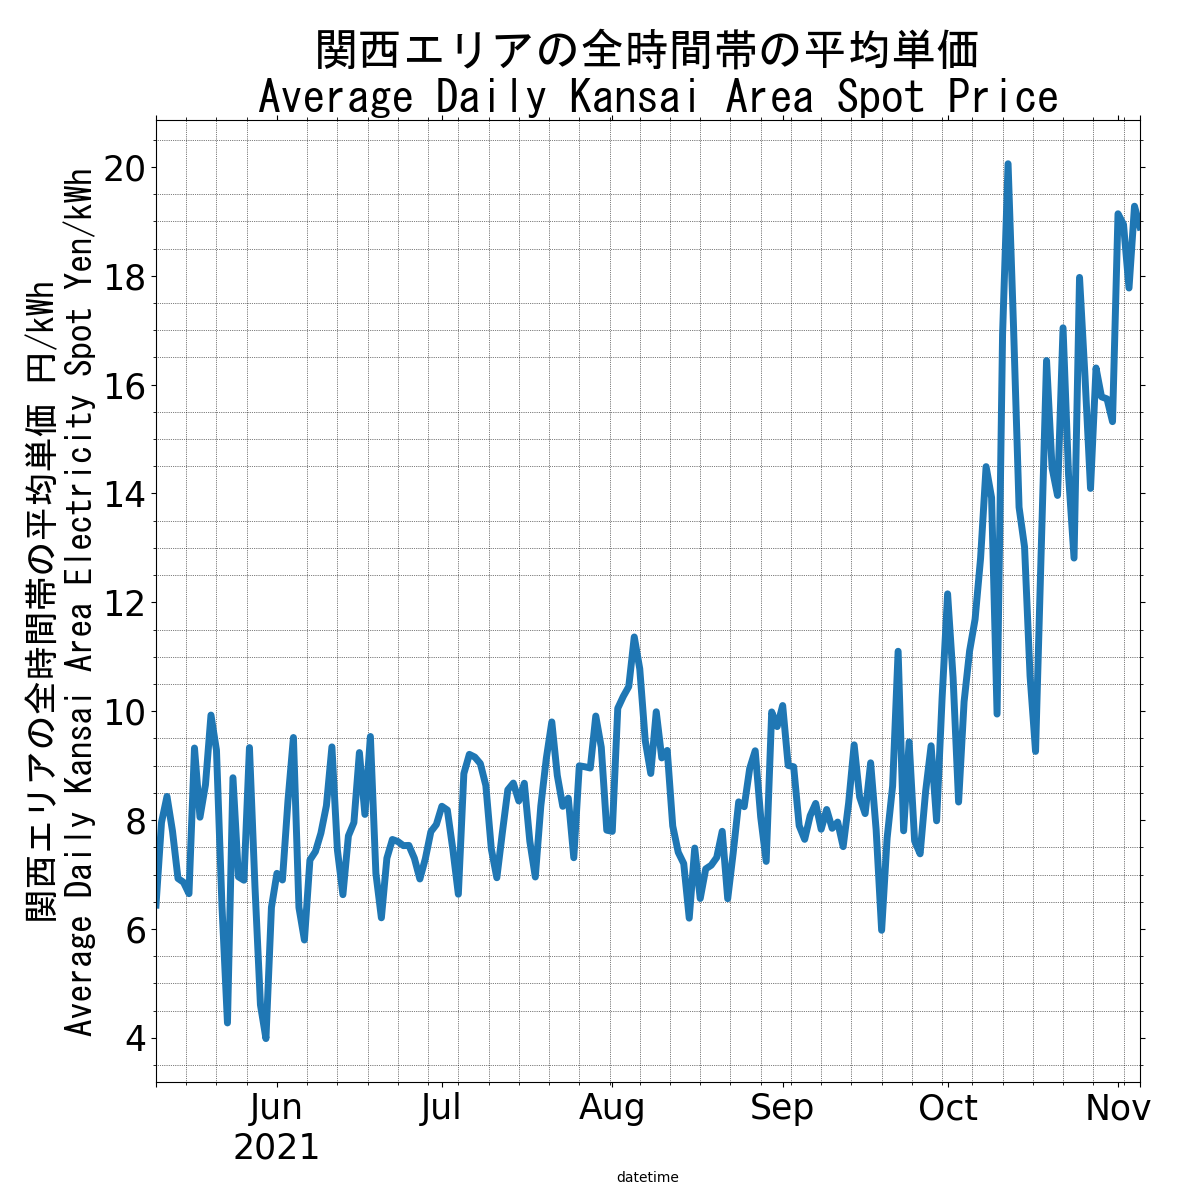 関西エリアの全時間帯の平均単価
Average Daily Kansai Area Spot Price
関西エリアの全時間帯の平均単価 円/kWh
Average Daily Kansai Area Electricity Spot Yen/kWh
20
18
16
14
12
10
8
6
4
Jun Jul Aug Sep Oct Nov
2021
datetime